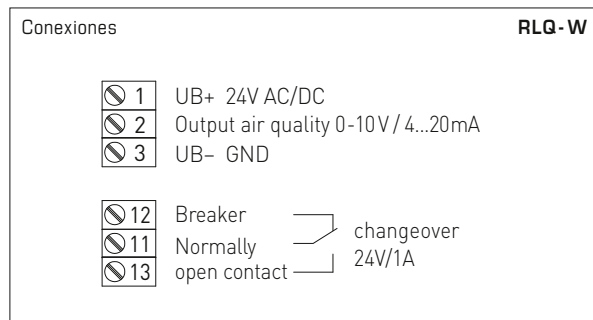 Conexiones RLQ-W
1 UB+ 24V AC/DC
2 Output air quality 0-10V / 4...20mA
3 UB– GND
12 Breaker
changeover
11 Normally
24V/1A
13 open contact